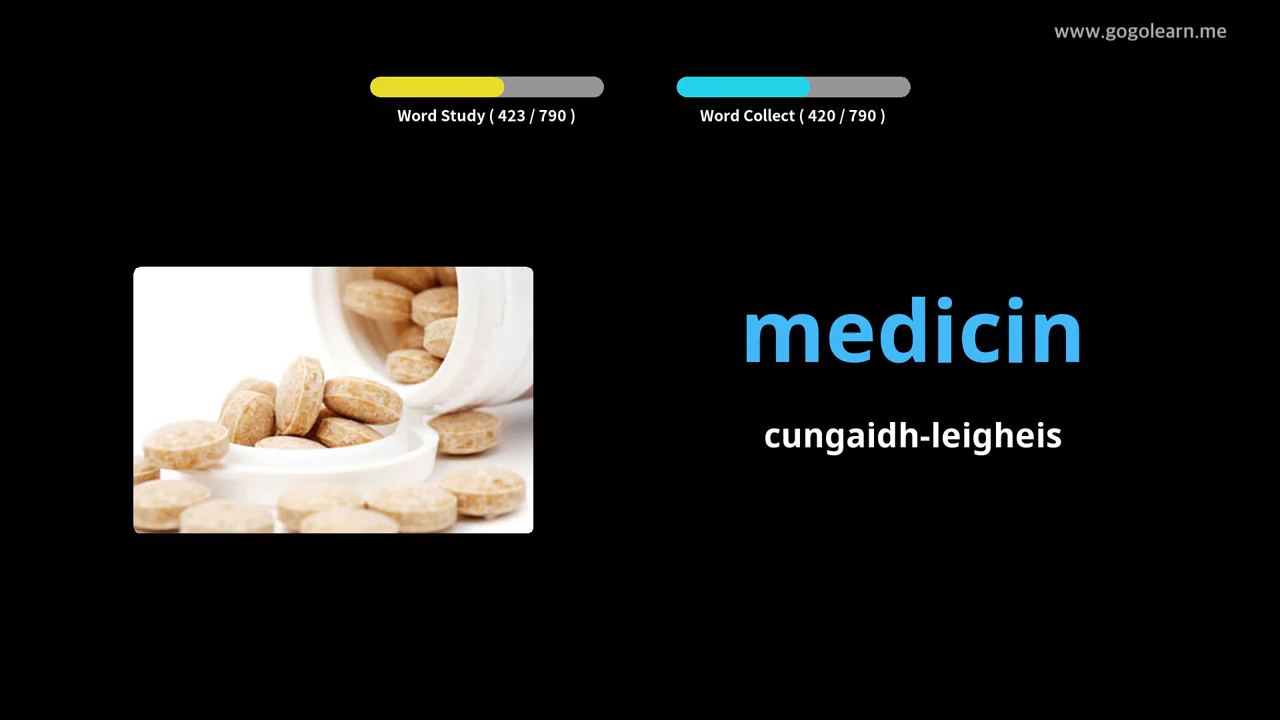 www.gogolearn.me
Word Study ( 423 / 790 )
Word Collect ( 420 / 790 )
medicin
cungaidh-leigheis